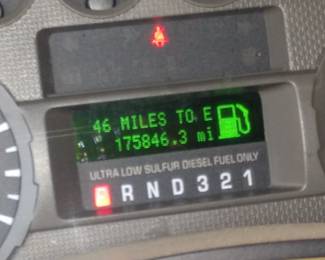 46 MILES TO E
175846.3 mi
ULTRA LOW SULFUR DIESEL FUEL ONLY
P R N D 3 2 1